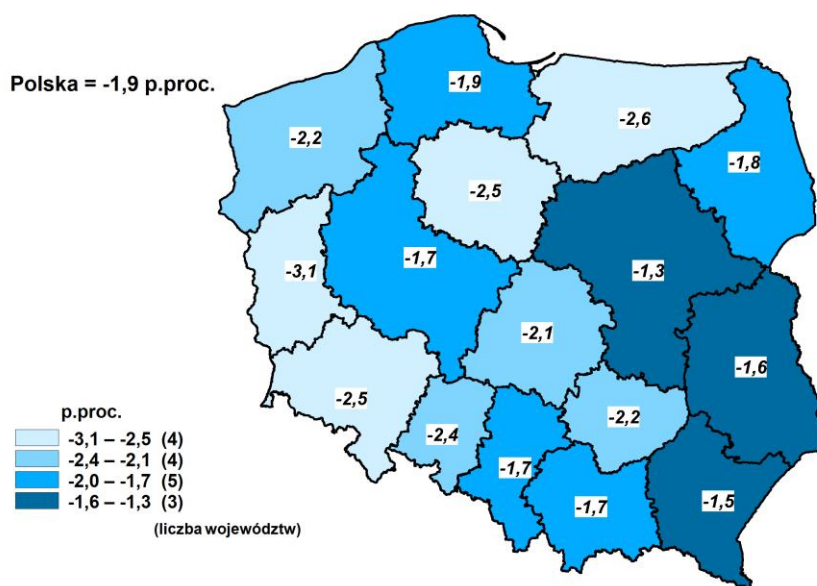 Polska = -1,9 p.proc.
-1,9
-2,6
-2,2
-1,8
-2,5
-1,7
-3,1
-1,3
-2,1
-1,6
-2,5
-2,2
-2,4
-1,7
-1,7
-1,5
p.proc.
-3,1 – -2,5 (4)
-2,4 – -2,1 (4)
-2,0 – -1,7 (5)
-1,6 – -1,3 (3)
(liczba województw)